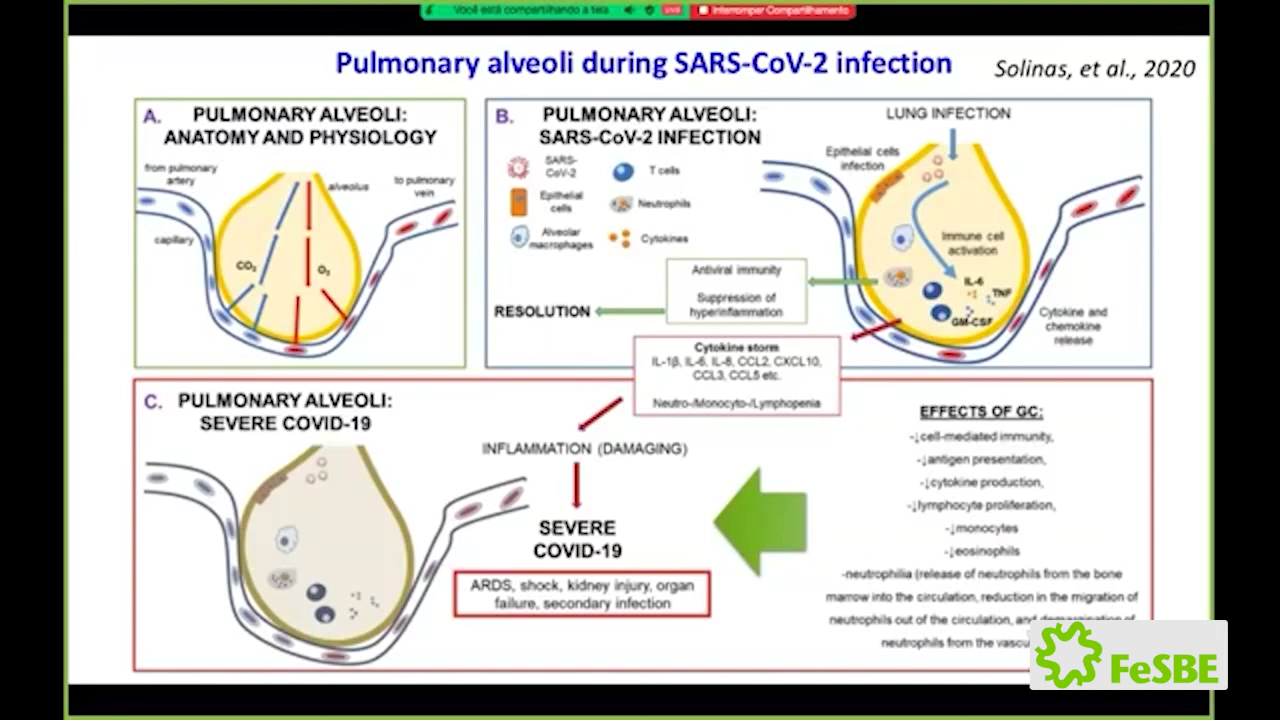 Você está compartilhando a tela
LIVE
Interromper Compartilhamento
Pulmonary alveoli during SARS-CoV-2 infection
Solinas, et al., 2020
A.
PULMONARY ALVEOLI:
ANATOMY AND PHYSIOLOGY
from pulmonary
artery
alveolus
to pulmonary
vein
capillary
CO₂
O₂
B.
PULMONARY ALVEOLI:
SARS-CoV-2 INFECTION
SARS-
CoV-2
T cells
Epithelial
cells
Neutrophils
Alveolar
macrophages
Cytokines
LUNG INFECTION
Epithelial cells
infection
Immune cell
activation
IL-6
TNF
GM-CSF
Cytokine and
chemokine
release
Antiviral immunity
Suppression of
hyperinflammation
RESOLUTION
Cytokine storm
IL-1β, IL-6, IL-8, CCL2, CXCL10,
CCL3, CCL5 etc.
Neutro-/Monocyto-/Lymphopenia
C.
PULMONARY ALVEOLI:
SEVERE COVID-19
INFLAMMATION (DAMAGING)
SEVERE
COVID-19
ARDS, shock, kidney injury, organ
failure, secondary infection
EFFECTS OF GC:
-↓cell-mediated immunity,
-↓antigen presentation,
-↓cytokine production,
-↓lymphocyte proliferation,
-↓monocytes
-↓eosinophils
-neutrophilia (release of neutrophils from the bone
marrow into the circulation, reduction in the migration of
neutrophils out of the circulation, and demargination of
neutrophils from the
FeSBE